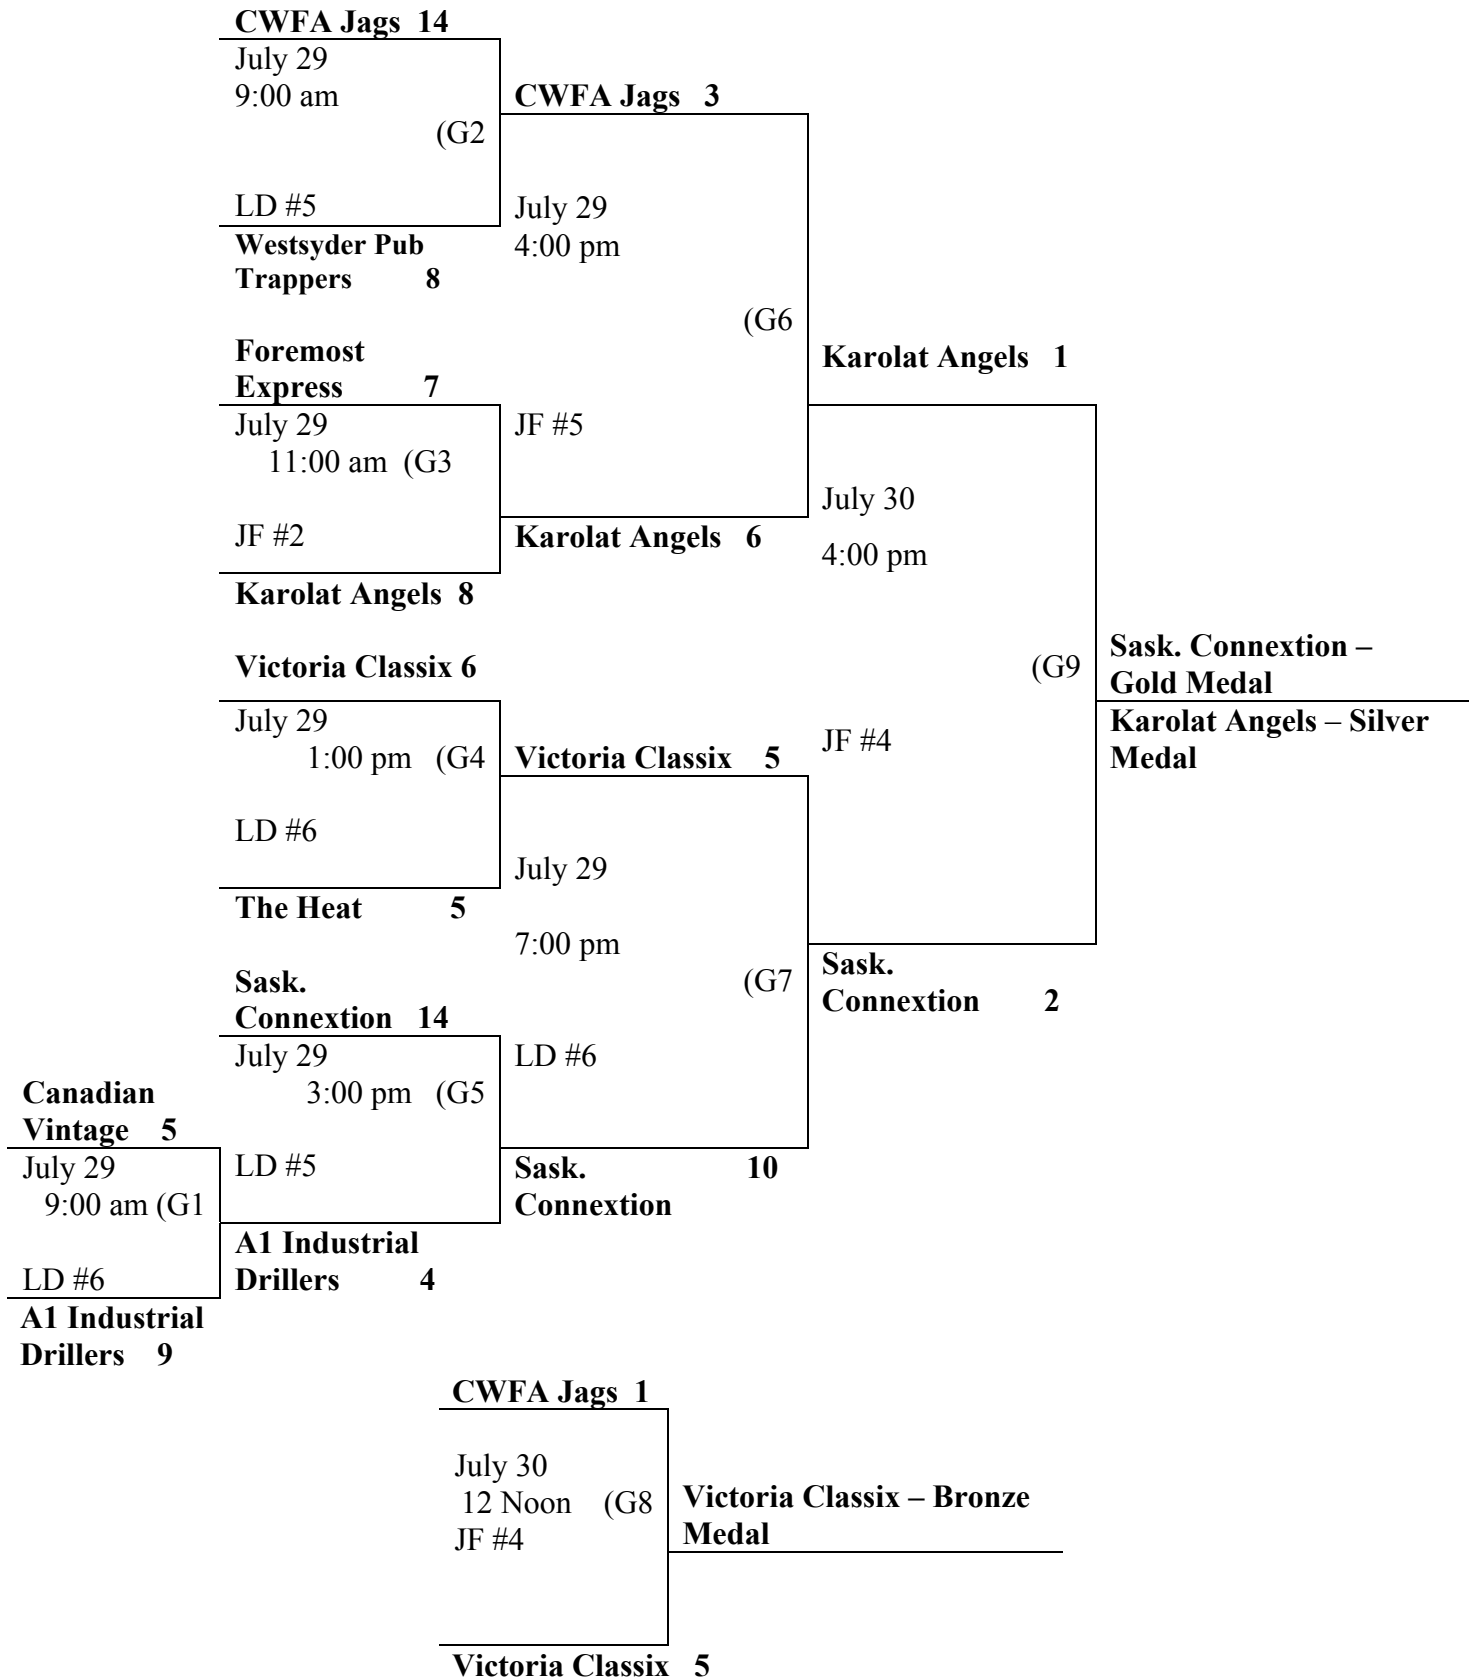 CWFA Jags 14
July 29
9:00 am
(G2
LD #5
Westsyder Pub
Trappers 8
CWFA Jags 3
July 29
4:00 pm
(G6
JF #5
Karolat Angels 6
Foremost
Express 7
July 29
11:00 am (G3
JF #2
Karolat Angels 8
Karolat Angels 1
July 30
4:00 pm
(G9
JF #4
Sask.
Connextion 2
Sask. Connextion –
Gold Medal
Karolat Angels – Silver
Medal
Victoria Classix 6
July 29
1:00 pm (G4
LD #6
The Heat 5
Victoria Classix 5
July 29
7:00 pm
(G7
LD #6
Sask. 10
Connextion
Sask.
Connextion 14
July 29
3:00 pm (G5
LD #5
A1 Industrial
Drillers 4
Canadian
Vintage 5
July 29
9:00 am (G1
LD #6
A1 Industrial
Drillers 9
CWFA Jags 1
July 30
12 Noon (G8
JF #4
Victoria Classix 5
Victoria Classix – Bronze
Medal